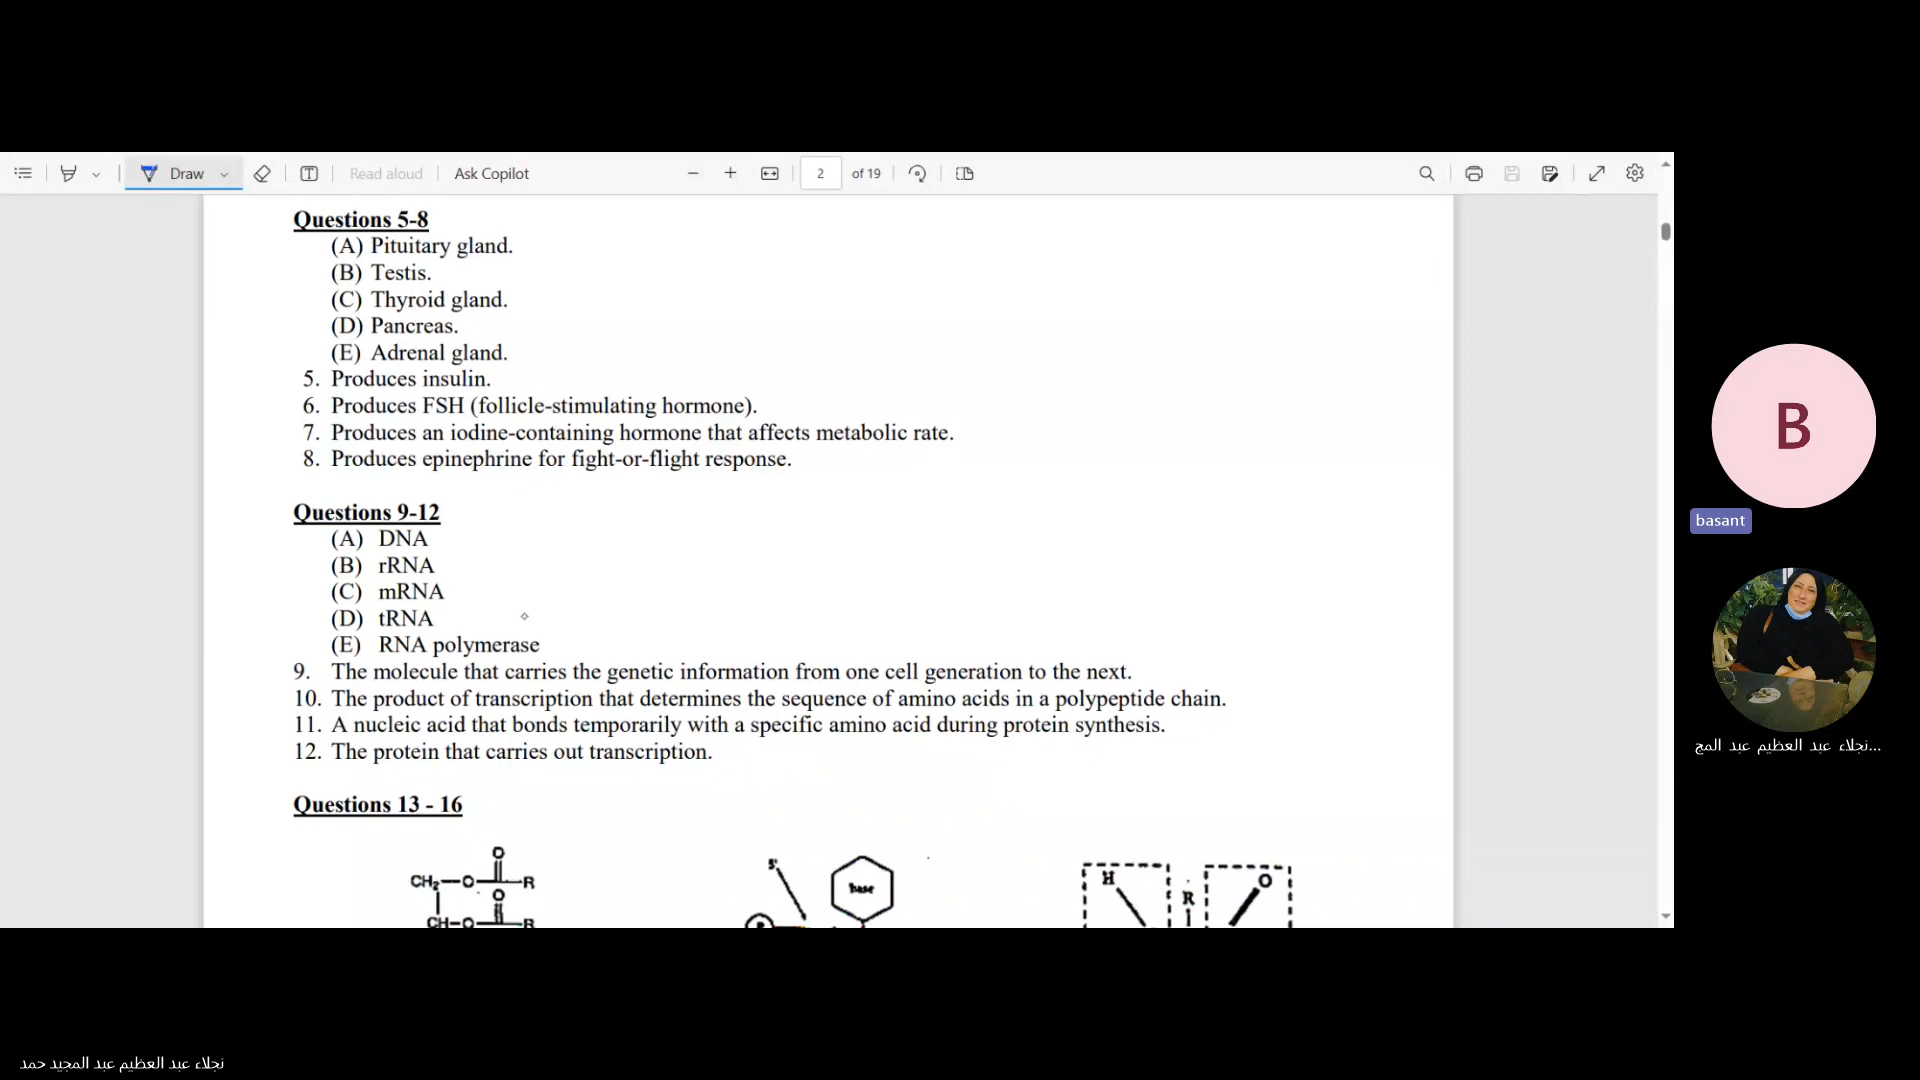 Draw
Read aloud
Ask Copilot
2
of 19
Questions 5-8
(A) Pituitary gland.
(B) Testis.
(C) Thyroid gland.
(D) Pancreas.
(E) Adrenal gland.
5. Produces insulin.
6. Produces FSH (follicle-stimulating hormone).
7. Produces an iodine-containing hormone that affects metabolic rate.
8. Produces epinephrine for fight-or-flight response.
Questions 9-12
(A) DNA
(B) rRNA
(C) mRNA
(D) tRNA
(E) RNA polymerase
9. The molecule that carries the genetic information from one cell generation to the next.
10. The product of transcription that determines the sequence of amino acids in a polypeptide chain.
11. A nucleic acid that bonds temporarily with a specific amino acid during protein synthesis.
12. The protein that carries out transcription.
Questions 13 - 16
O
CH₂—O R
O
CH—O R
5'
base
P
H
R
O
B
basant
نجلاء عبد العظيم عبد المج...
نجلاء عبد العظيم عبد المجيد حمد